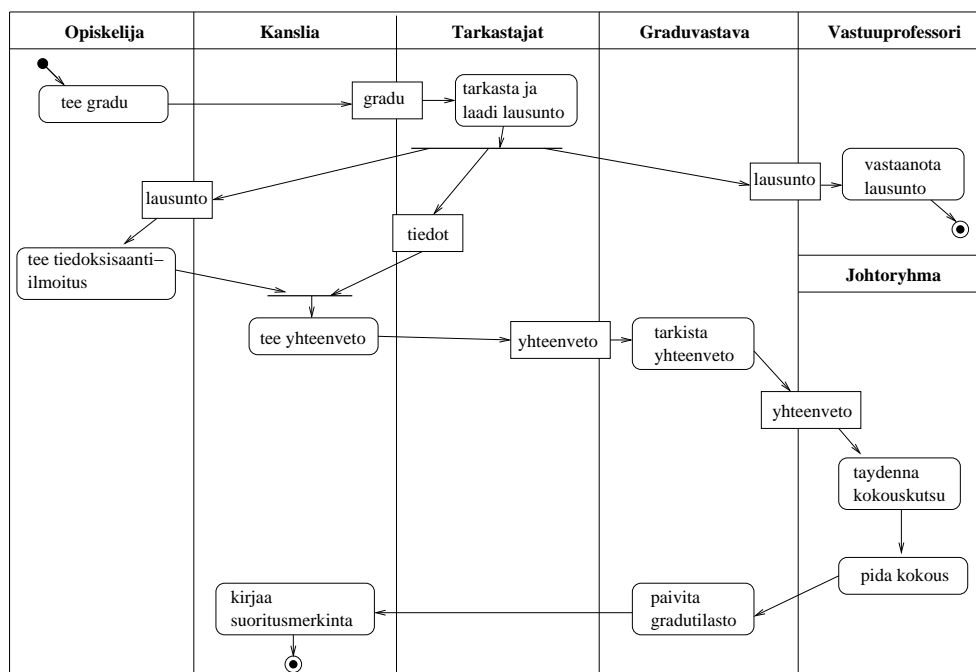 Opiskelija
Kanslia
Tarkastajat
Graduvastava
Vastuuprofessori
tee gradu
gradu
tarkasta ja
laadi lausunto
lausunto
tiedot
lausunto
vastaanota
lausunto
tee tiedoksisaanti–
ilmoitus
Johtoryhma
tee yhteenveto
yhteenveto
tarkista
yhteenveto
yhteenveto
taydenna
kokouskutsu
pida kokous
paivita
gradutilasto
kirjaa
suoritusmerkinta